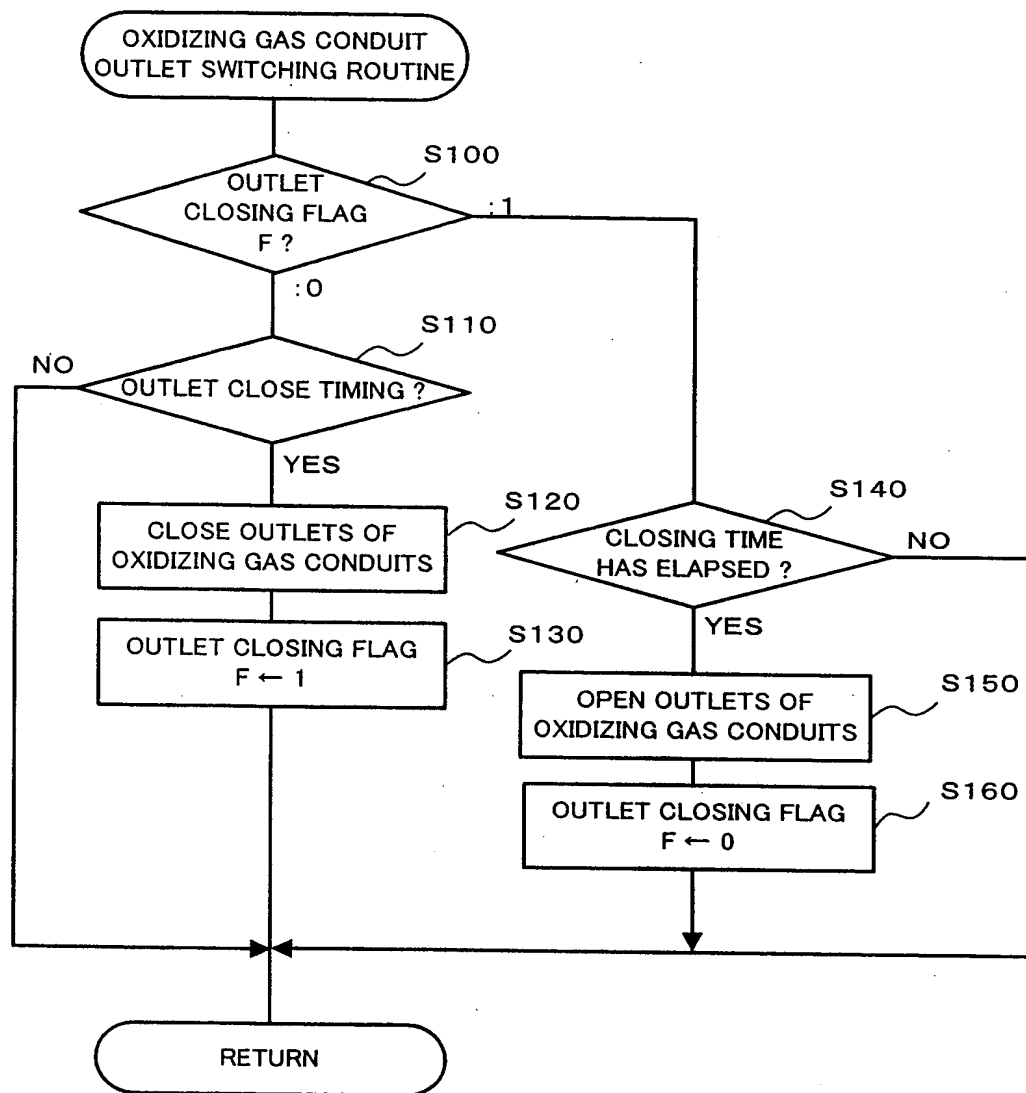 OXIDIZING GAS CONDUIT
OUTLET SWITCHING ROUTINE
S100
OUTLET
CLOSING FLAG
F ?
:1
:0
S110
NO
OUTLET CLOSE TIMING ?
YES
S120
CLOSE OUTLETS OF
OXIDIZING GAS CONDUITS
S130
OUTLET CLOSING FLAG
F ← 1
S140
CLOSING TIME
HAS ELAPSED ?
NO
YES
S150
OPEN OUTLETS OF
OXIDIZING GAS CONDUITS
S160
OUTLET CLOSING FLAG
F ← 0
RETURN